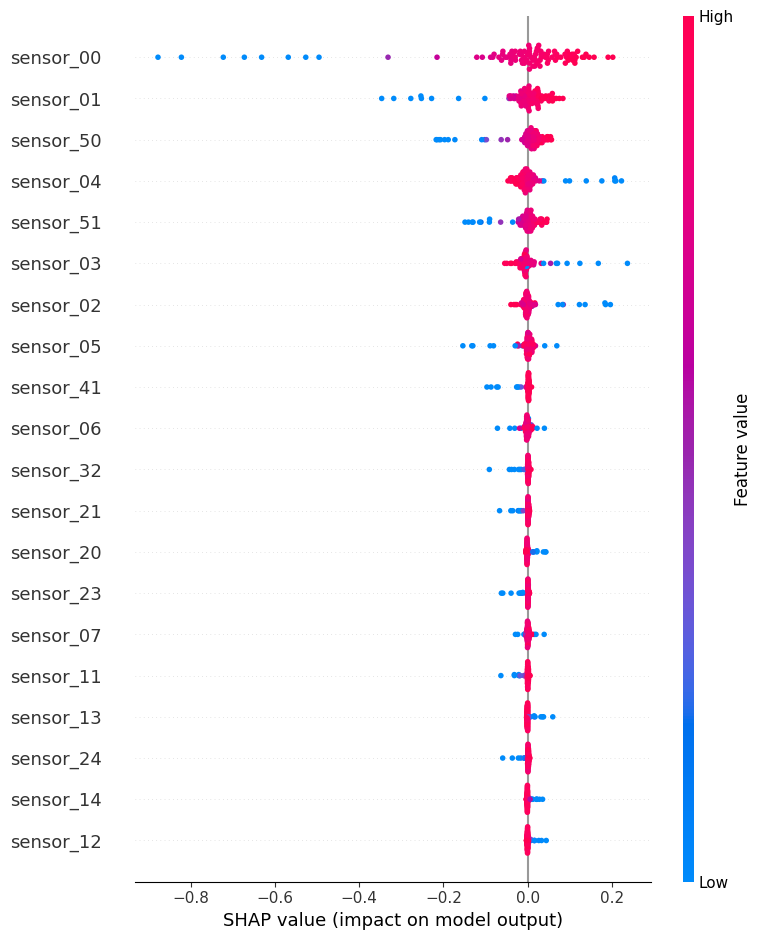 High
sensor_00
sensor_01
sensor_50
sensor_04
sensor_51
sensor_03
sensor_02
sensor_05
sensor_41
sensor_06
sensor_32
sensor_21
sensor_20
sensor_23
sensor_07
sensor_11
sensor_13
sensor_24
sensor_14
sensor_12
Feature value
Low
−0.8 −0.6 −0.4 −0.2 0.0 0.2
SHAP value (impact on model output)